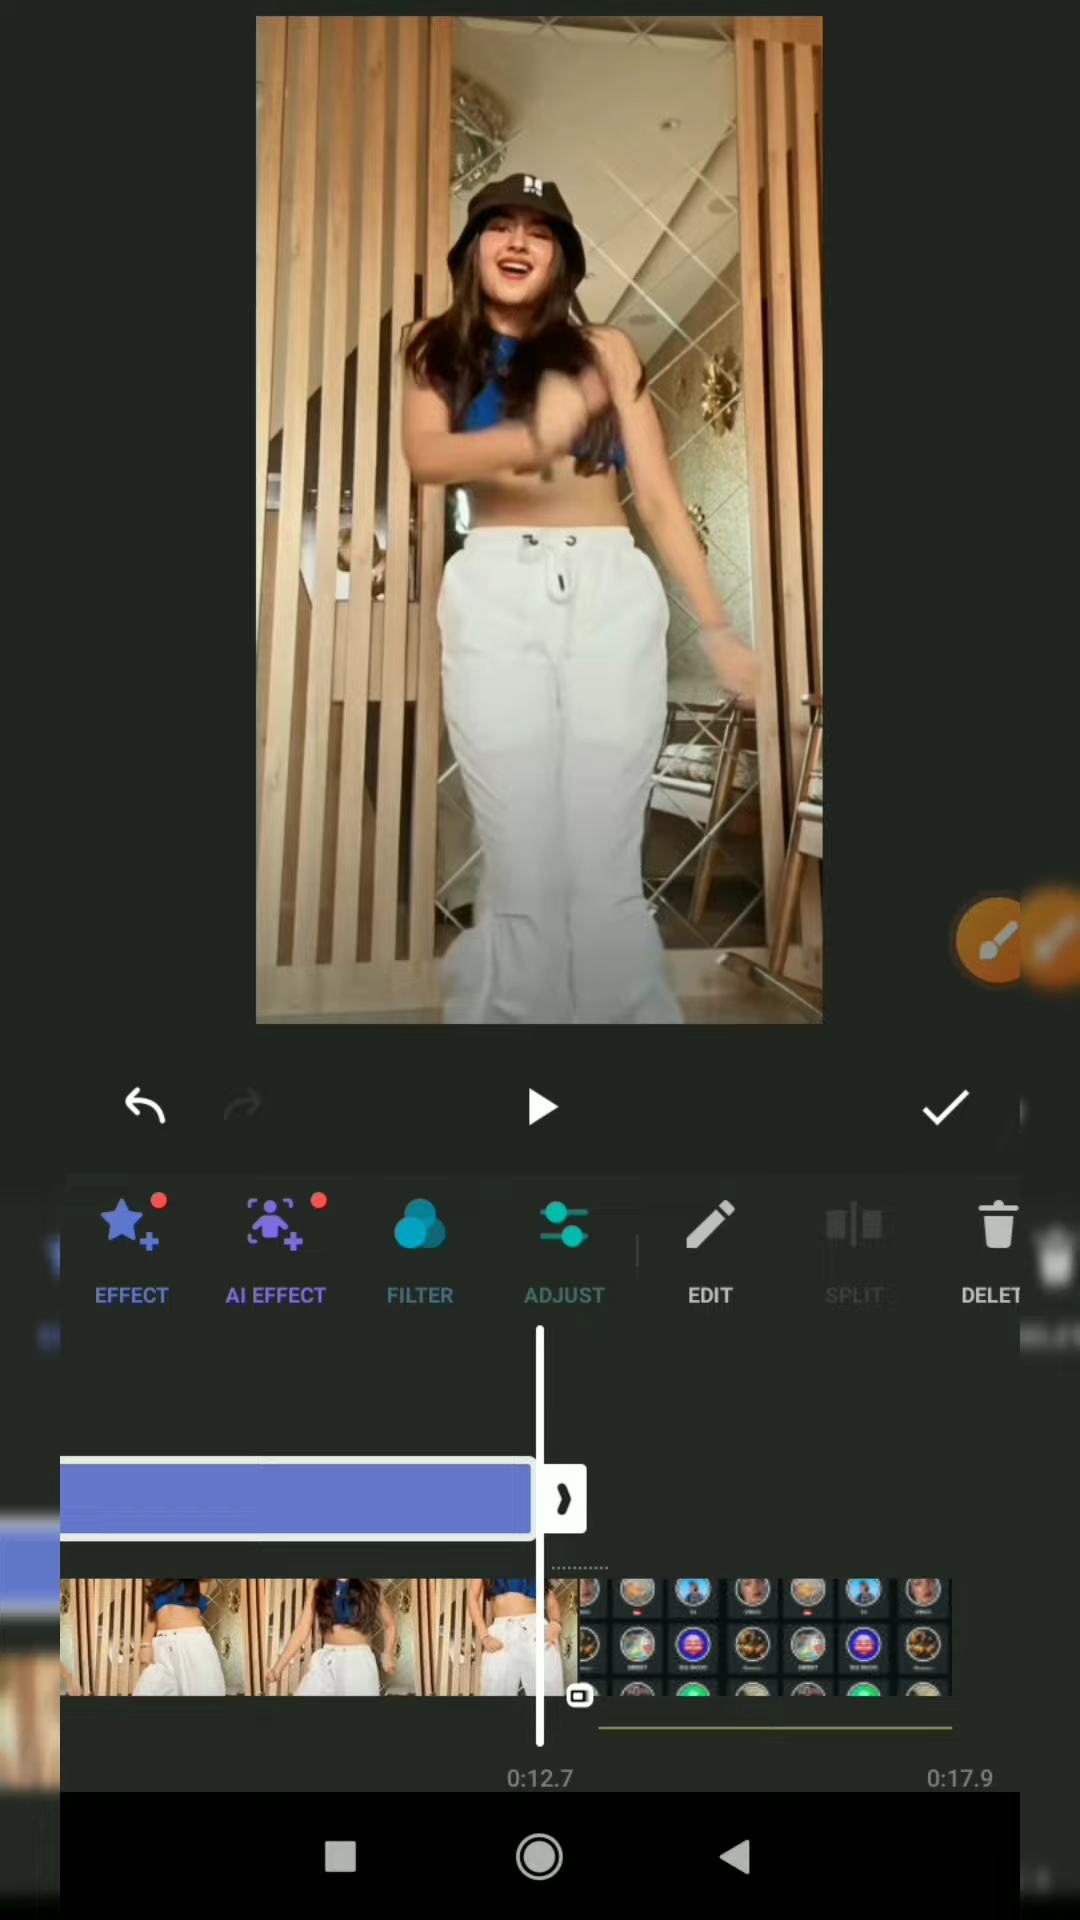 EFFECT
AI EFFECT
FILTER
ADJUST
EDIT
SPLIT
DELET
0:12.7
0:17.9